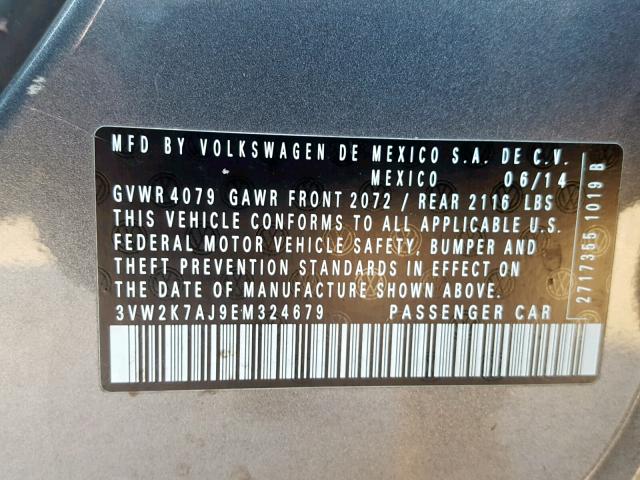 MFD BY VOLKSWAGEN DE MEXICO S.A. DE C.V.
MEXICO 06/14
GVWR 4079 GAWR FRONT 2072 / REAR 2116 LBS
THIS VEHICLE CONFORMS TO ALL APPLICABLE U.S.
FEDERAL MOTOR VEHICLE SAFETY, BUMPER AND
THEFT PREVENTION STANDARDS IN EFFECT ON
THE DATE OF MANUFACTURE SHOWN ABOVE.
3VW2K7AJ9EM324679 PASSENGER CAR
2717355 1019 B